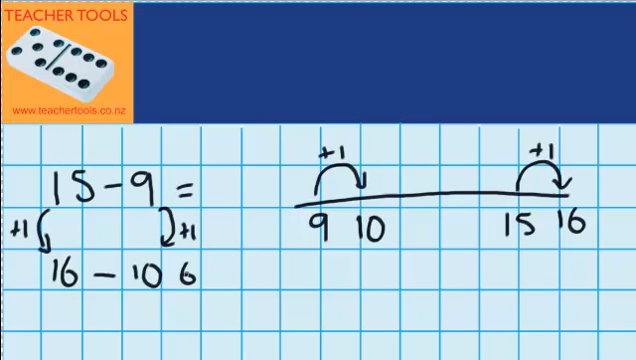 TEACHER TOOLS
www.teachertools.co.nz
15 - 9 =
+1 +1
16 - 10 6
+1 +1
9 10 15 16